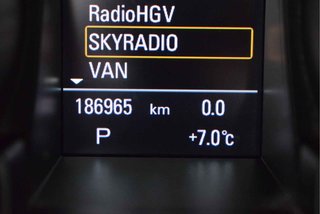 RadioHGV
SKYRADIO
VAN
186965 km 0.0
P +7.0°c